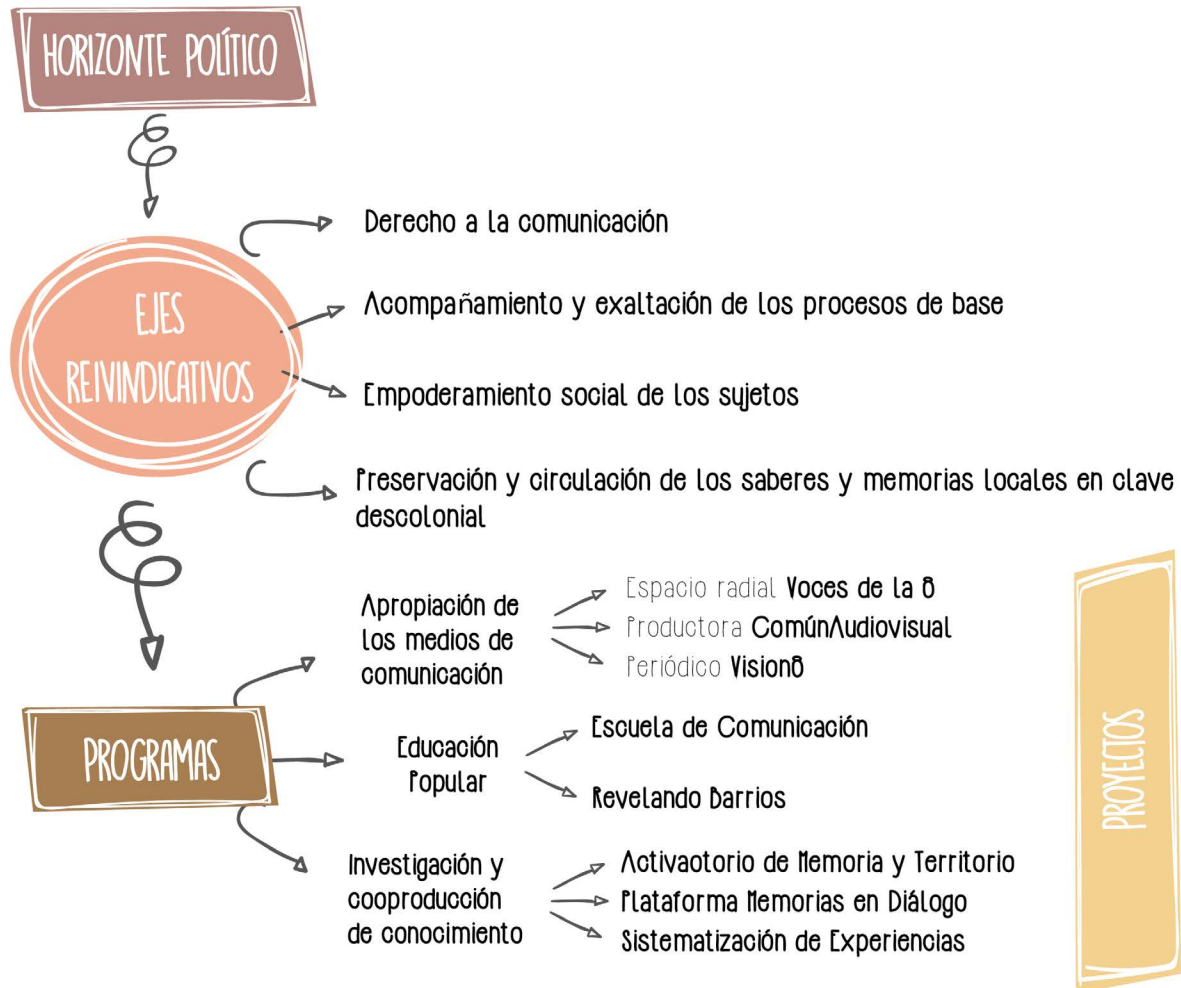 HORIZONTE POLÍTICO
EJES
REIVINDICATIVOS
Derecho a la comunicación
Acompañamiento y exaltación de los procesos de base
Empoderamiento social de los sujetos
Preservación y circulación de los saberes y memorias locales en clave
descolonial
PROGRAMAS
Apropiación de
los medios de
comunicación
Espacio radial Voces de la 8
Productora ComúnAudiovisual
Periódico Vision8
Educación
Popular
Escuela de Comunicación
Revelando Barrios
Investigación y
cooproducción
de conocimiento
Activaotorio de Memoria y Territorio
Plataforma Memorias en Diálogo
Sistematización de Experiencias
PROYECTOS